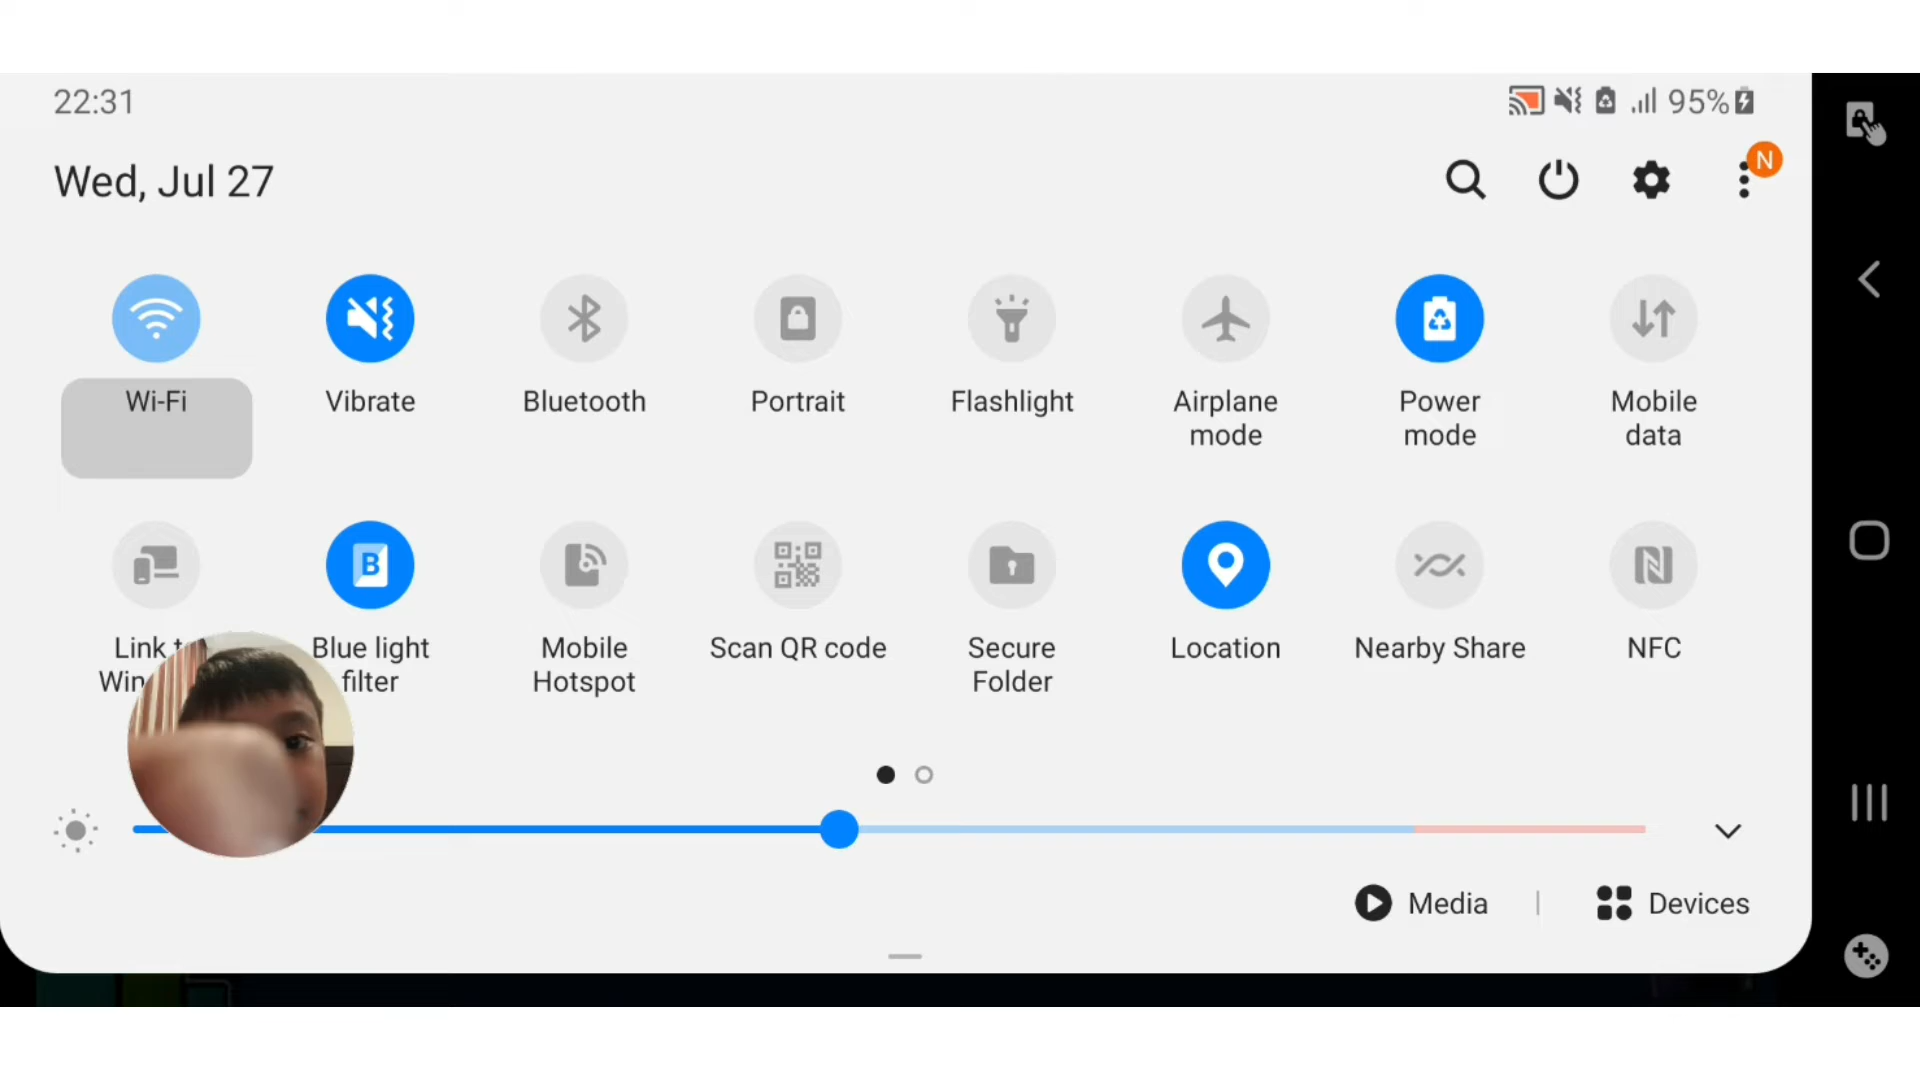 22:31
95%
Wed, Jul 27
N
Wi-Fi
Vibrate
Bluetooth
Portrait
Flashlight
Airplane
mode
Power
mode
Mobile
data
Link
B
Blue light
filter
Mobile
Hotspot
Scan QR code
Secure
Folder
Location
Nearby Share
NFC
Media
Devices